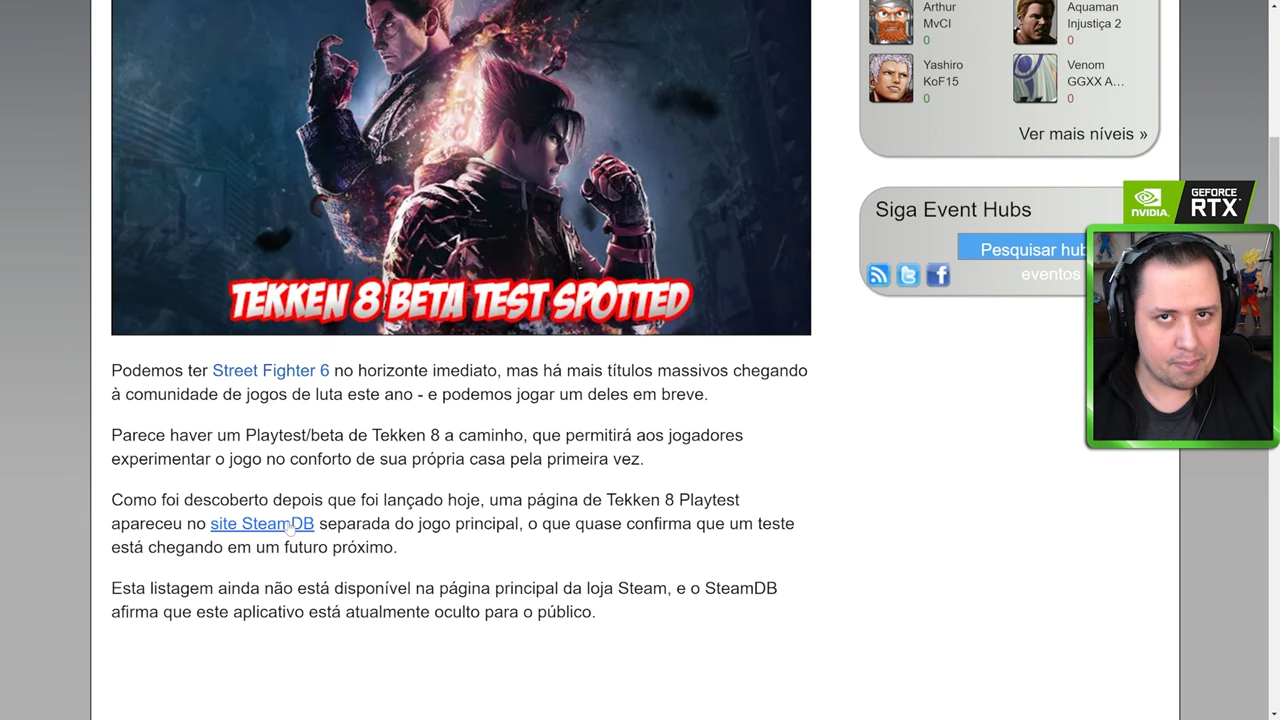 TEKKEN 8 BETA TEST SPOTTED
Podemos ter Street Fighter 6 no horizonte imediato, mas há mais títulos massivos chegando
à comunidade de jogos de luta este ano - e podemos jogar um deles em breve.
Parece haver um Playtest/beta de Tekken 8 a caminho, que permitirá aos jogadores
experimentar o jogo no conforto de sua própria casa pela primeira vez.
Como foi descoberto depois que foi lançado hoje, uma página de Tekken 8 Playtest
apareceu no site SteamDB separada do jogo principal, o que quase confirma que um teste
está chegando em um futuro próximo.
Esta listagem ainda não está disponível na página principal da loja Steam, e o SteamDB
afirma que este aplicativo está atualmente oculto para o público.
Arthur
MvCI
0
Aquaman
Injustiça 2
0
Yashiro
KoF15
0
Venom
GGXX A...
0
Ver mais níveis »
Siga Event Hubs
Pesquisar hub
eventos
NVIDIA.
GEFORCE
RTX